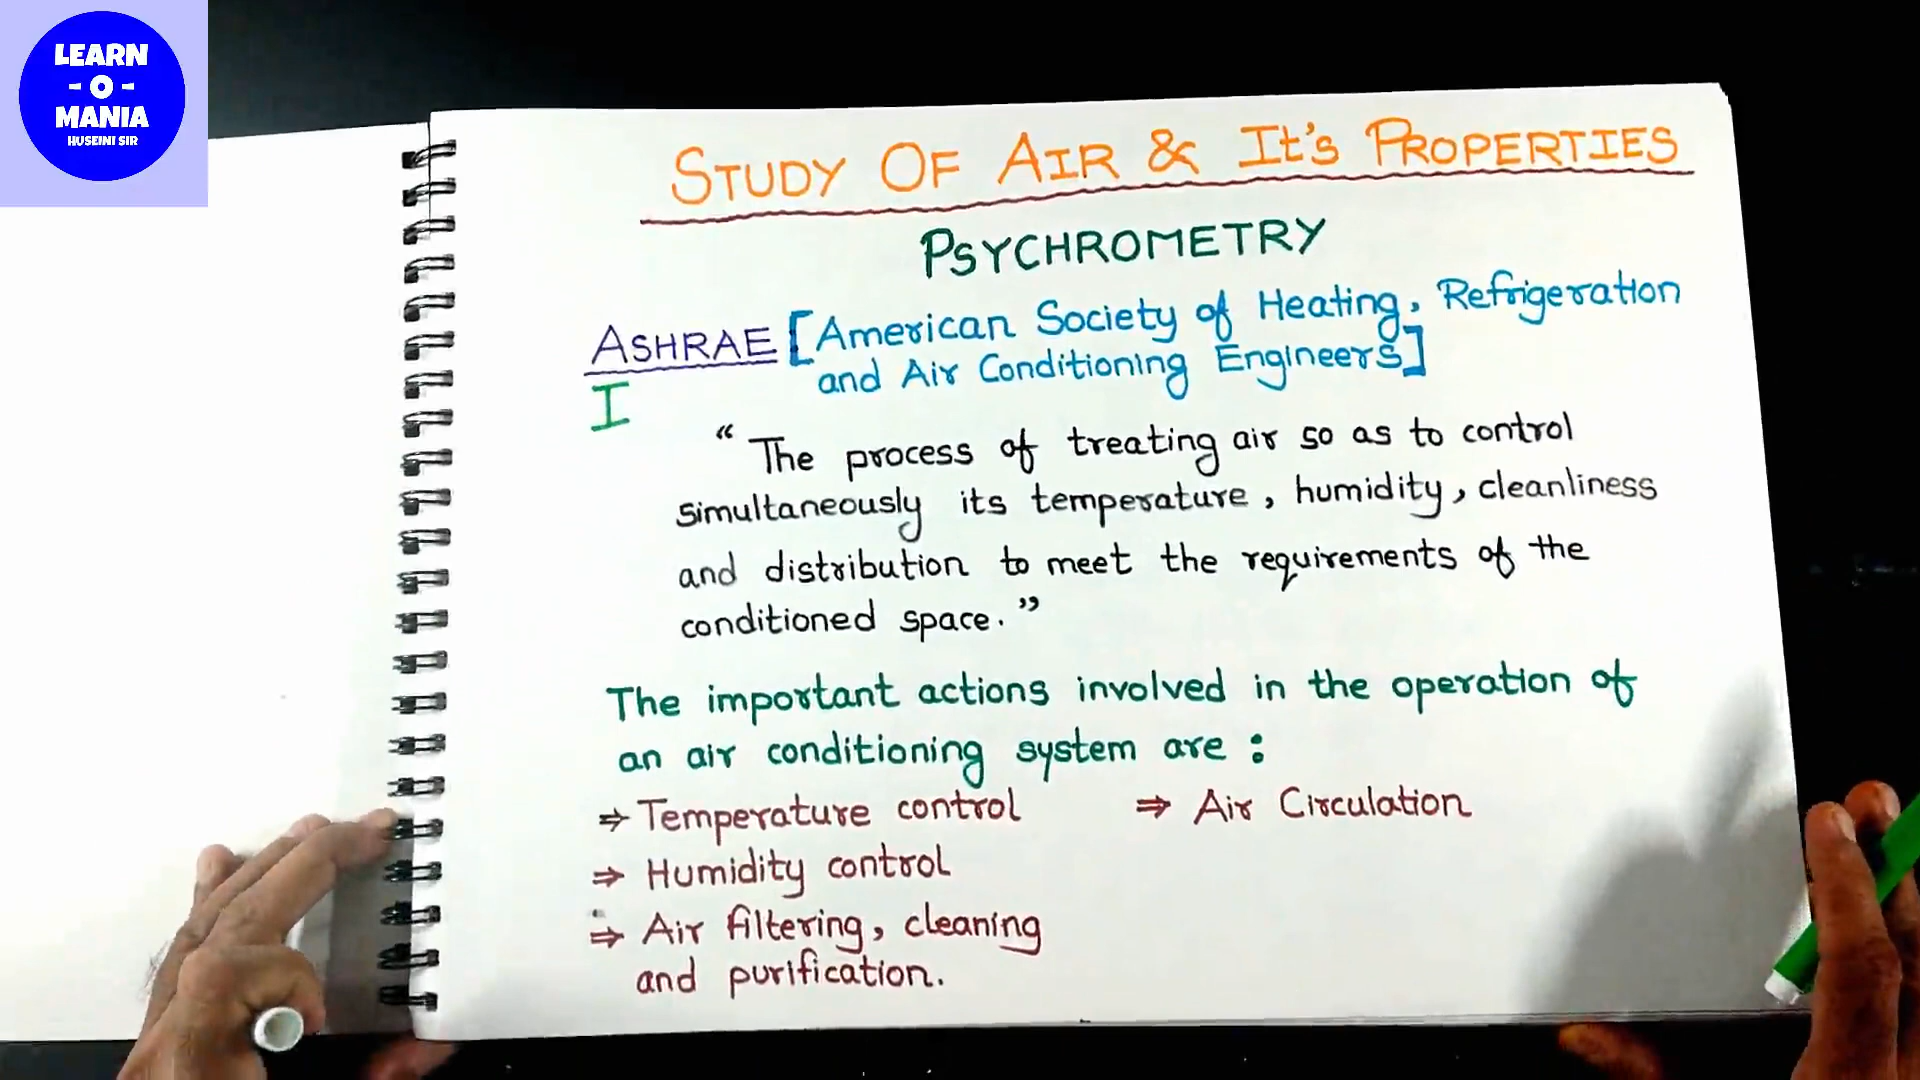 LEARN
- O -
MANIA
HUSEINI SIR
STUDY OF AIR & It's PROPERTIES
PSYCHROMETRY
ASHRAE [American Society of Heating, Refrigeration
and Air Conditioning Engineers]
I
“ The process of treating air so as to control
simultaneously its temperature, humidity, cleanliness
and distribution to meet the requirements of the
conditioned space. ”
The important actions involved in the operation of
an air conditioning system are :
⇒ Temperature control ⇒ Air Circulation
⇒ Humidity control
⇒ Air filtering, cleaning
and purification.